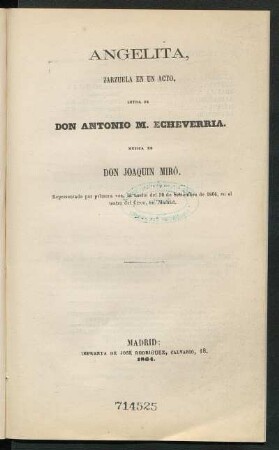 ANGELITA,
ZARZUELA EN UN ACTO,
LETRA DE
DON ANTONIO M. ECHEVERRIA.
MUSICA DE
DON JOAQUIN MIRÓ.
Representada por primera vez, la noche del de Setiembre de 1864, en el
teatro del Circo, de Madrid.
MADRID:
IMPRENTA DE JOSÉ RODRIGUEZ, CALVARIO, 18.
1864.
714525